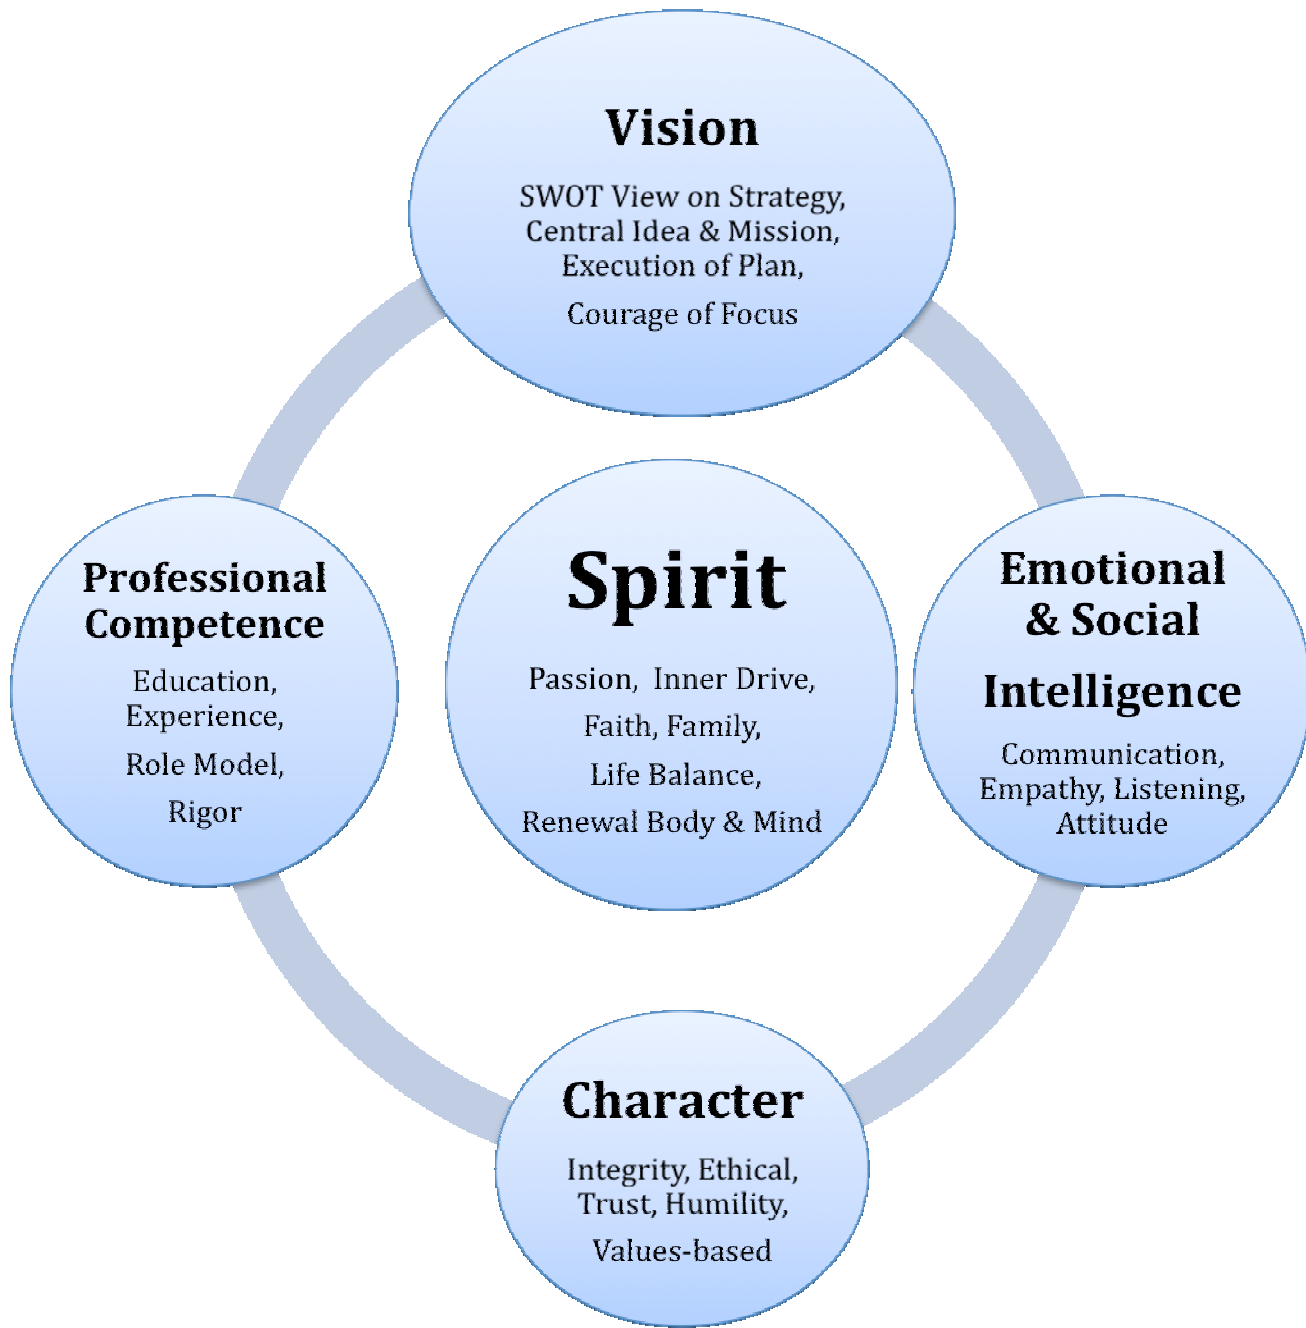 Vision
SWOT View on Strategy,
Central Idea & Mission,
Execution of Plan,
Courage of Focus
Professional
Competence
Education,
Experience,
Role Model,
Rigor
Spirit
Passion,  Inner Drive,
Faith, Family,
Life Balance,
Renewal Body & Mind
Emotional
& Social
Intelligence
Communication,
Empathy, Listening,
Attitude
Character
Integrity, Ethical,
Trust, Humility,
Values-based